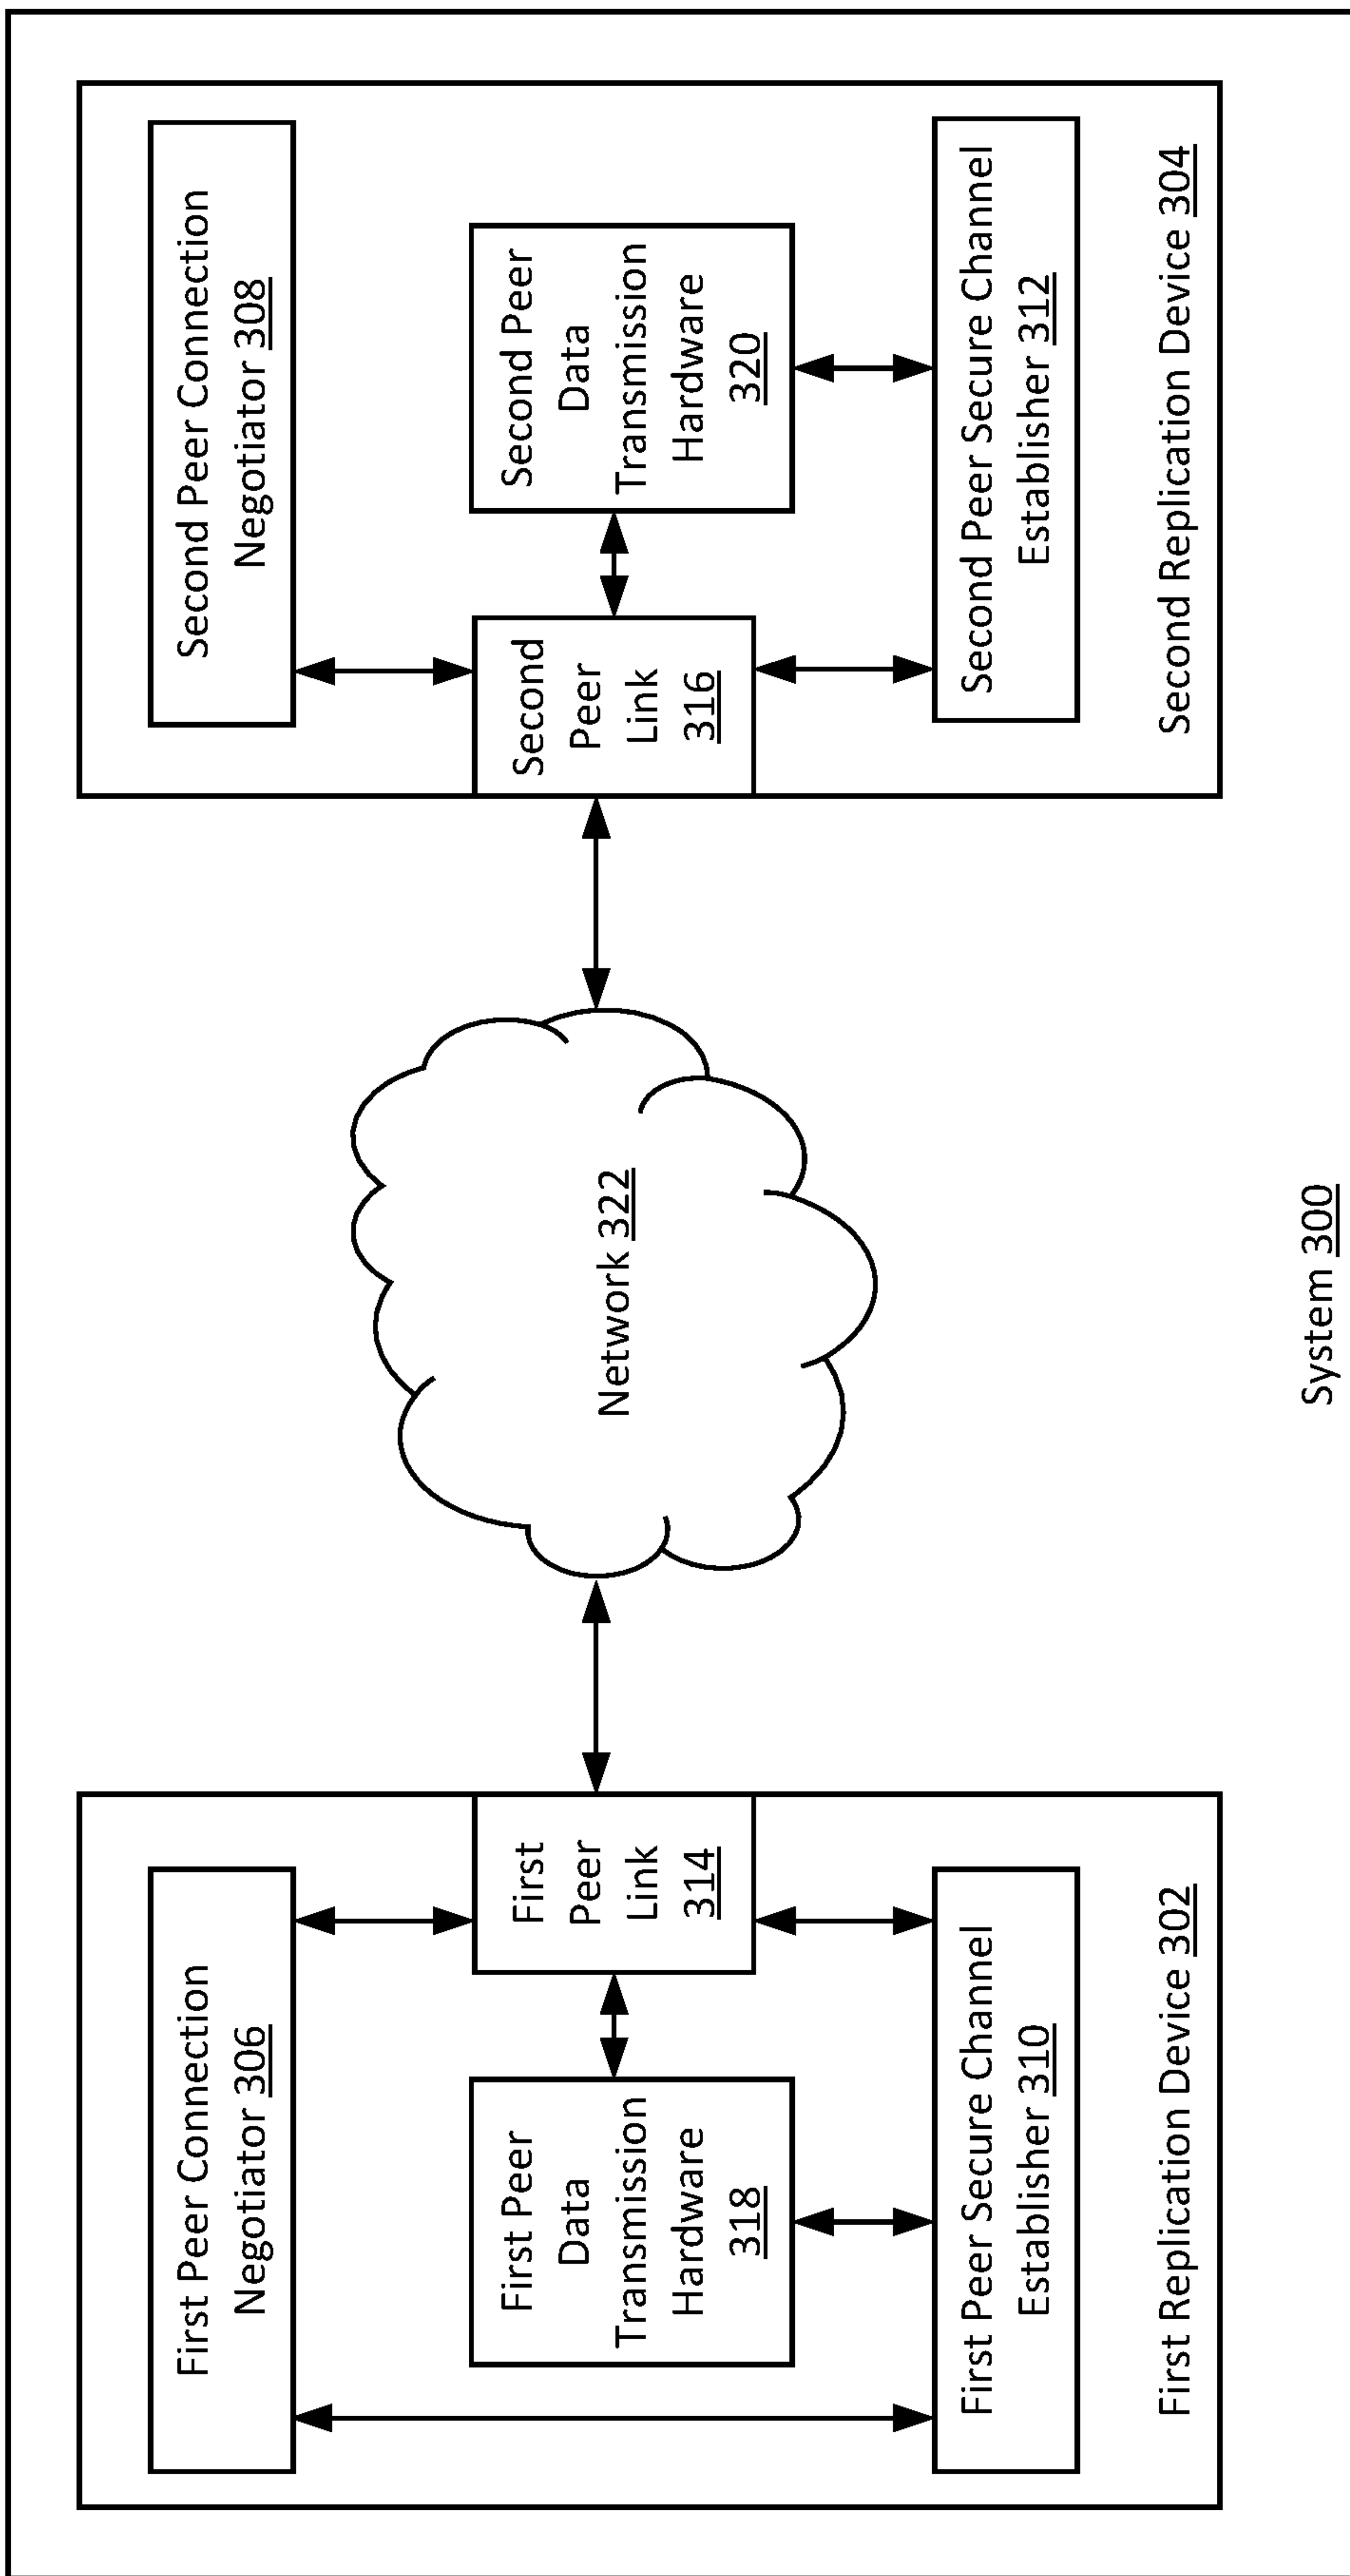 First Peer Connection
Negotiator 306
First Peer
Data
Transmission
Hardware
318
First
Peer
Link
314
First Peer Secure Channel
Establisher 310
First Replication Device 302
Network 322
Second Peer Connection
Negotiator 308
Second
Peer
Link
316
Second Peer
Data
Transmission
Hardware
320
Second Peer Secure Channel
Establisher 312
Second Replication Device 304
System 300